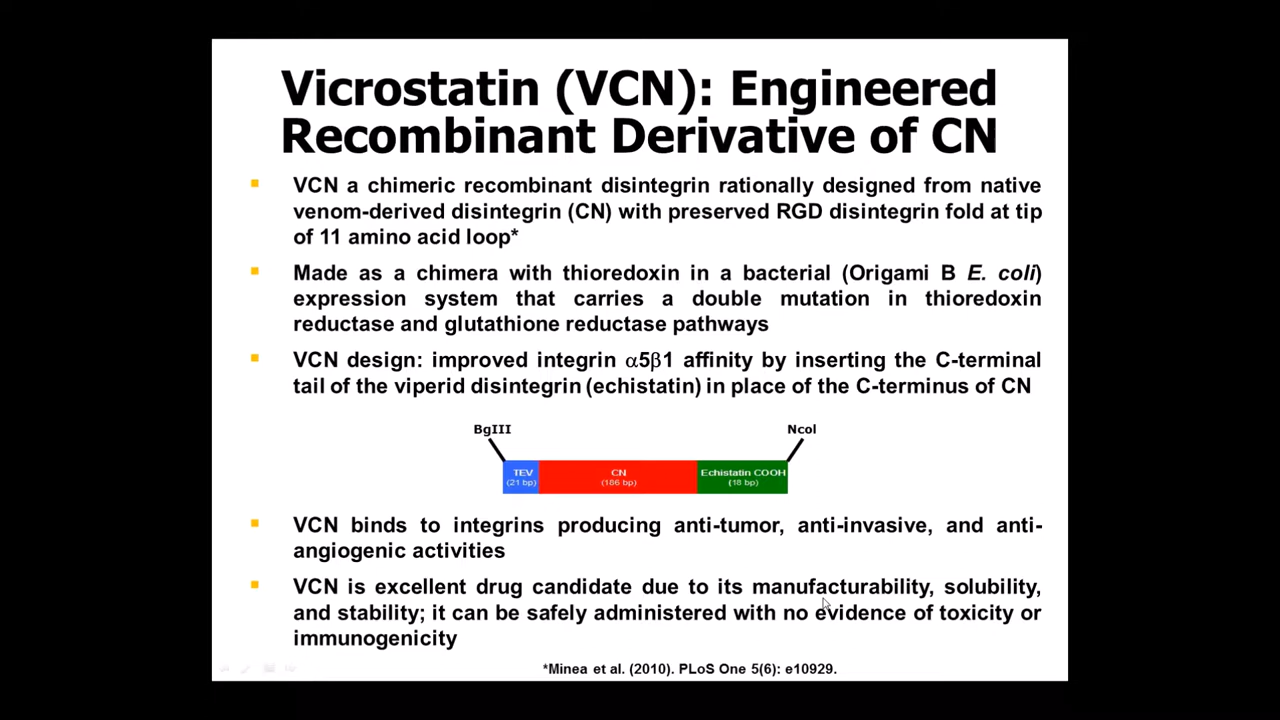 Vicrostatin (VCN): Engineered
Recombinant Derivative of CN
VCN a chimeric recombinant disintegrin rationally designed from native
venom-derived disintegrin (CN) with preserved RGD disintegrin fold at tip
of 11 amino acid loop*
Made as a chimera with thioredoxin in a bacterial (Origami B E. coli)
expression system that carries a double mutation in thioredoxin
reductase and glutathione reductase pathways
VCN design: improved integrin α5β1 affinity by inserting the C-terminal
tail of the viperid disintegrin (echistatin) in place of the C-terminus of CN
BgIII NcoI
TEV CN Echistatin COOH
(21 bp) (186 bp) (18 bp)
VCN binds to integrins producing anti-tumor, anti-invasive, and anti-
angiogenic activities
VCN is excellent drug candidate due to its manufacturability, solubility,
and stability; it can be safely administered with no evidence of toxicity or
immunogenicity
*Minea et al. (2010). PLoS One 5(6): e10929.